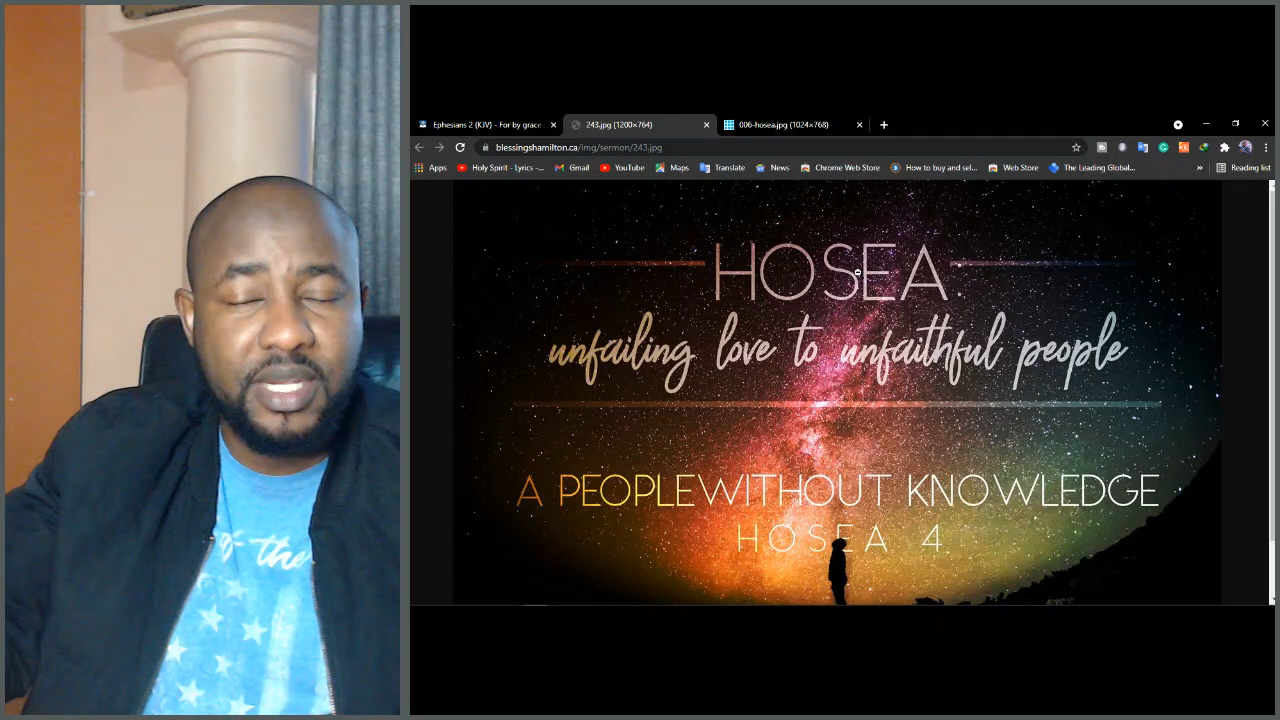 of the
Ephesians 2 (KJV) - For by grace
243.jpg (1200×764)
006-hosea.jpg (1024×768)
blessingshamilton.ca/img/sermon/243.jpg
Apps
Holy Spirit - Lyrics -...
Gmail
YouTube
Maps
Translate
News
Chrome Web Store
How to buy and sel...
Web Store
The Leading Global...
»
Reading list
HOSEA
unfailing love to unfaithful people
A PEOPLEWITHOUT KNOWLEDGE
HOSEA 4